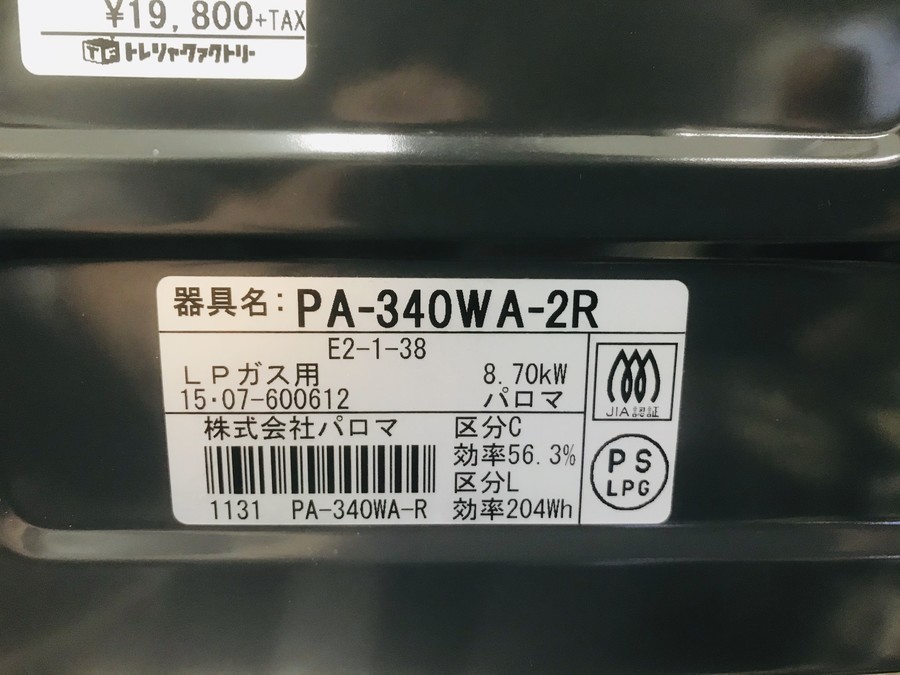 ¥19,800+TAX
TF トレジャーファクトリー
器具名：PA-340WA-2R
E2-1-38
LPガス用 8.70kW
15・07-600612 パロマ
株式会社パロマ 区分C
効率56.3%
区分L
1131 PA-340WA-R 効率204Wh
JIA認証
PS
LPG